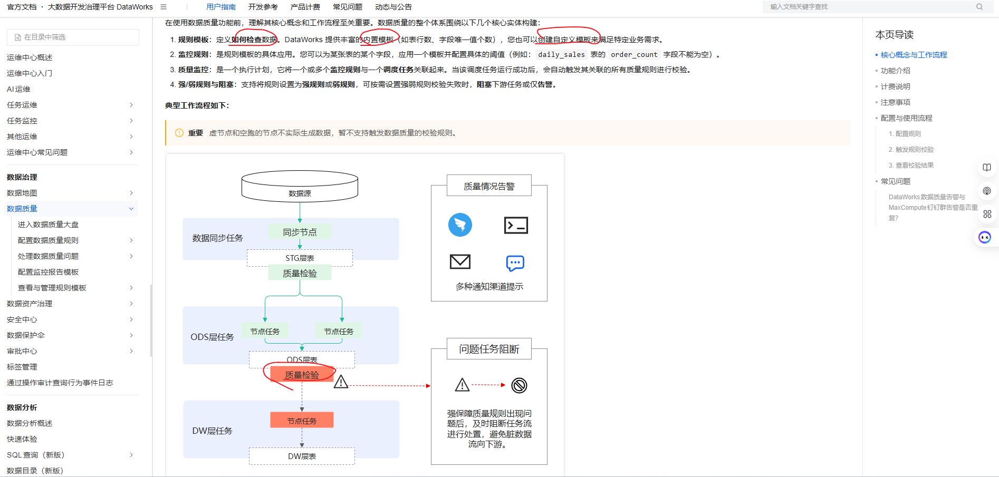 官方文档 · 大数据开发治理平台 DataWorks
用户指南 开发参考 产品计费 常见问题 动态与公告
输入文档关键字查找
在目录中筛选
运维中心概述
运维中心入门
AI 运维
任务运维
任务监控
其他运维
运维中心常见问题
数据治理
数据地图
数据质量
进入数据质量大盘
配置数据质量规则
处理数据质量问题
配置监控报告模板
查看与管理规则模板
数据资产治理
安全中心
数据保护伞
审批中心
标签管理
通过操作审计查询行为事件日志
数据分析
数据分析概述
快速体验
SQL 查询（新版）
数据目录（新版）
在使用数据质量功能前，理解其核心概念和工作流程至关重要。数据质量的整个体系围绕以下几个核心实体构建：
1. 规则模板：定义如何检查数据。DataWorks 提供丰富的内置模板（如表行数、字段唯一值个数），您也可以创建自定义模板来满足特定业务需求。
2. 监控规则：是规则模板的具体应用。您可以为某张表的某个字段，应用一个模板并配置具体的阈值（例如：daily_sales 表的 order_count 字段不能为空）。
3. 质量监控：是一个执行计划，它将一个或多个监控规则与一个调度任务关联起来。当该调度任务运行成功后，会自动触发其关联的所有质量规则进行校验。
4. 强/弱规则与阻塞：支持将规则设置为强规则或弱规则，可按需设置强弱规则校验失败时，阻塞下游任务或仅告警。
典型工作流程如下：
重要 虚节点和空跑的节点不实际生成数据，暂不支持触发数据质量的校验规则。
数据源
数据同步任务
同步节点
STG层表
质量检验
ODS层任务
节点任务 节点任务
ODS层表
质量检验
DW层任务
节点任务
DW层表
质量情况告警
多种通知渠道提示
问题任务阻断
强保障质量规则出现问
题后，及时阻断任务流
进行处置，避免脏数据
流向下游。
本页导读
核心概念与工作流程
功能介绍
计费说明
注意事项
配置与使用流程
1. 配置规则
2. 触发规则校验
3. 查看校验结果
常见问题
DataWorks 数据质量告警与
MaxCompute 钉钉群告警是否重
复?